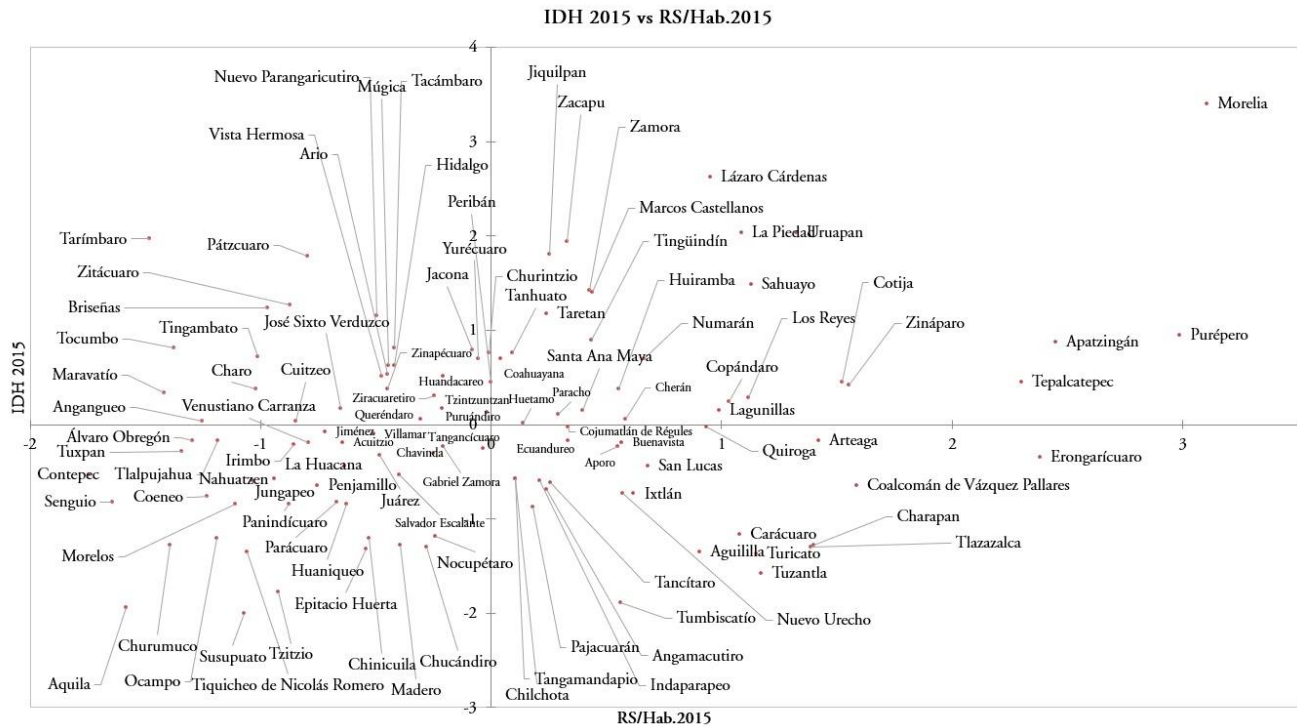 IDH 2015 vs RS/Hab.2015
4
Nuevo Parangaricutiro
Múgica
Tacámbaro
Jiquilpan
Zacapu
Zamora
Morelia
3
Vista Hermosa
Ario
Hidalgo
Peribán
Lázaro Cárdenas
Marcos Castellanos
2
Tarímbaro
Pátzcuaro
Yurécuaro
Tingüindín
La Piedad
Uruapan
Zitácuaro
Jacona
Churintzio
Huiramba
Sahuayo
Cotija
Briseñas
José Sixto Verduzco
Tanhuato
Taretan
Numarán
Los Reyes
Zináparo
Tocumbo
Tingambato
1
Apatzingán
Purépero
Zinapécuaro
Santa Ana Maya
Copándaro
Maravatío
Charo
Cuitzeo
Huandacareo
Coahuayana
Cherán
Tepalcatepec
Angangueo
Venustiano Carranza
Ziracuaretiro
Tzintzuntzan
Huetamo
Paracho
Lagunillas
Queréndaro
Puruándiro
0
-2
-1
0
1
2
3
Álvaro Obregón
Jiménez
Villamar
Tangancícuaro
Cojumatlán de Régules
Tuxpan
Irimbo
Acuitzio
Chavinda
Ecuandureo
Buenavista
Quiroga
Arteaga
Contepec
Tlalpujahua
Nahuatzen
La Huacana
Gabriel Zamora
Aporo
San Lucas
Erongarícuaro
Senguio
Coeneo
Jungapeo
Penjamillo
Juárez
Ixtlán
Coalcomán de Vázquez Pallares
-1
Panindícuaro
Salvador Escalante
Charapan
Morelos
Parácuaro
Nocupétaro
Carácuaro
Tlazazalca
Huaniqueo
Aguililla
Turicato
Epitacio Huerta
Tancítaro
Tuzantla
-2
Churumuco
Susupuato
Tzitzio
Tumbiscatío
Nuevo Urecho
Pajacuarán
Angamacutiro
Aquila
Ocampo
Tiquicheo de Nicolás Romero
Chinicuila
Madero
Chucándiro
Chilchota
Tangamandapio
Indaparapeo
-3
IDH 2015
RS/Hab.2015